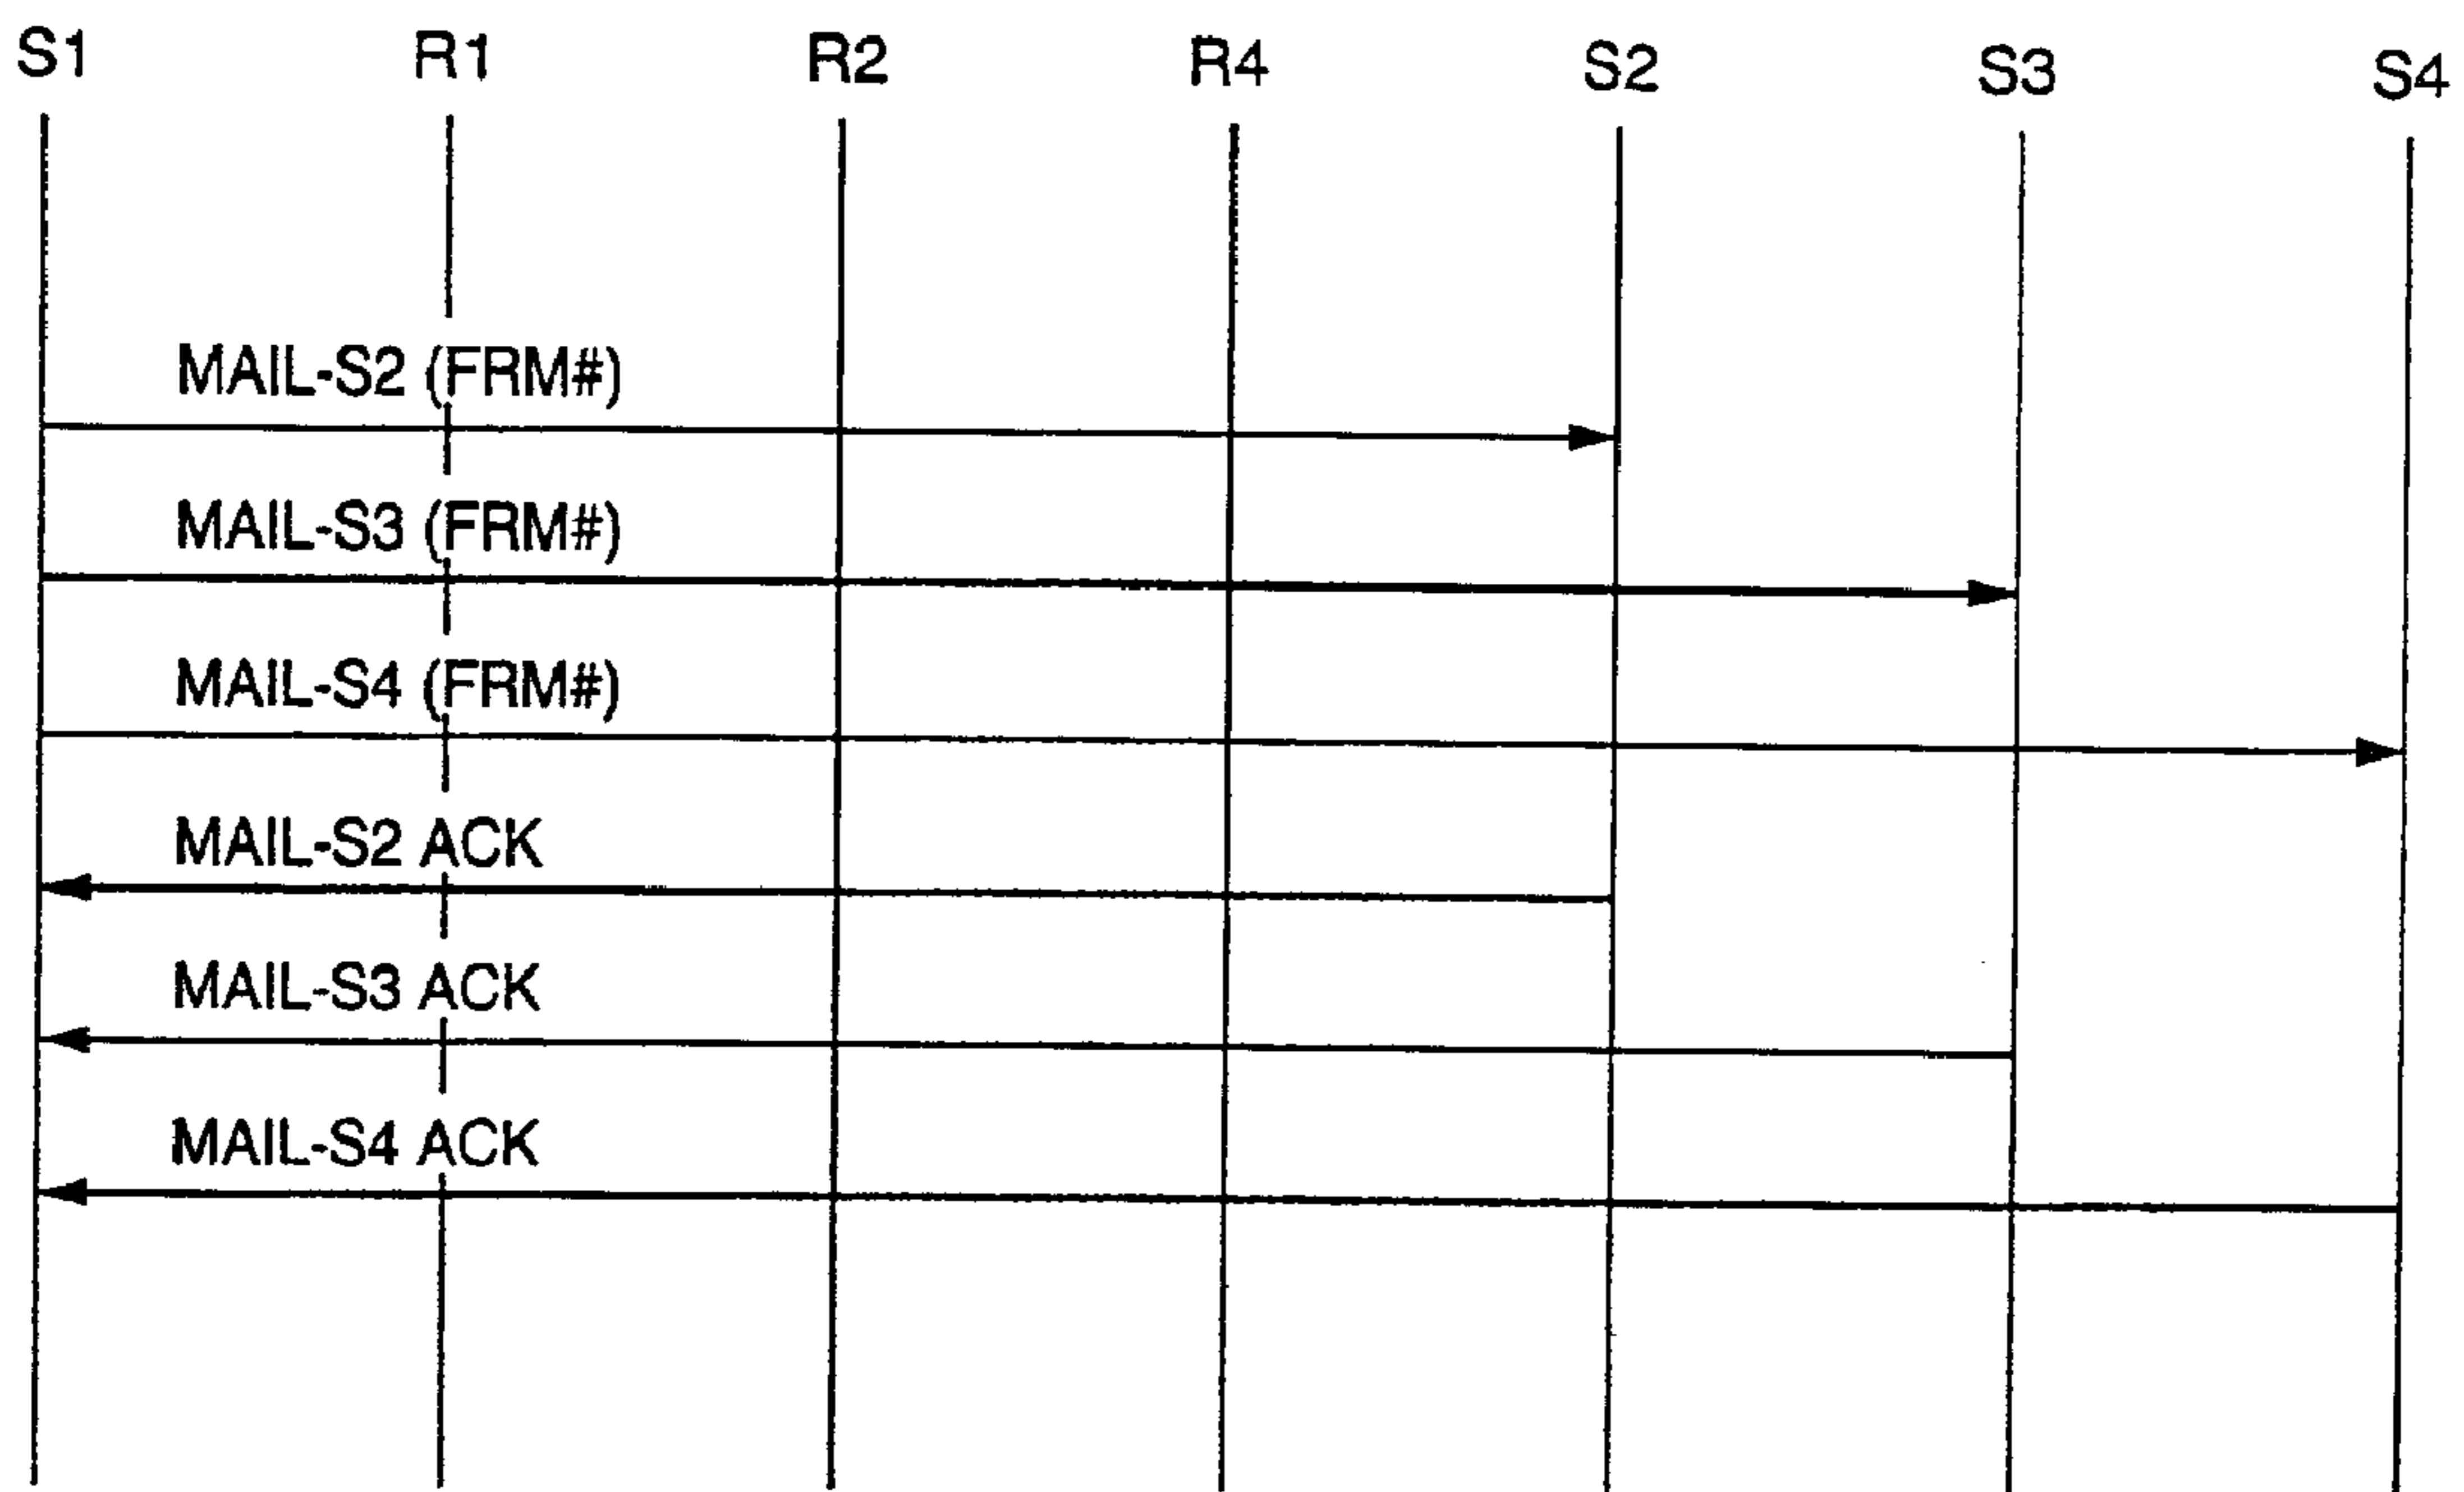 S1 R1 R2 R4 S2 S3 S4
MAIL-S2 (FRM#)
MAIL-S3 (FRM#)
MAIL-S4 (FRM#)
MAIL-S2 ACK
MAIL-S3 ACK
MAIL-S4 ACK